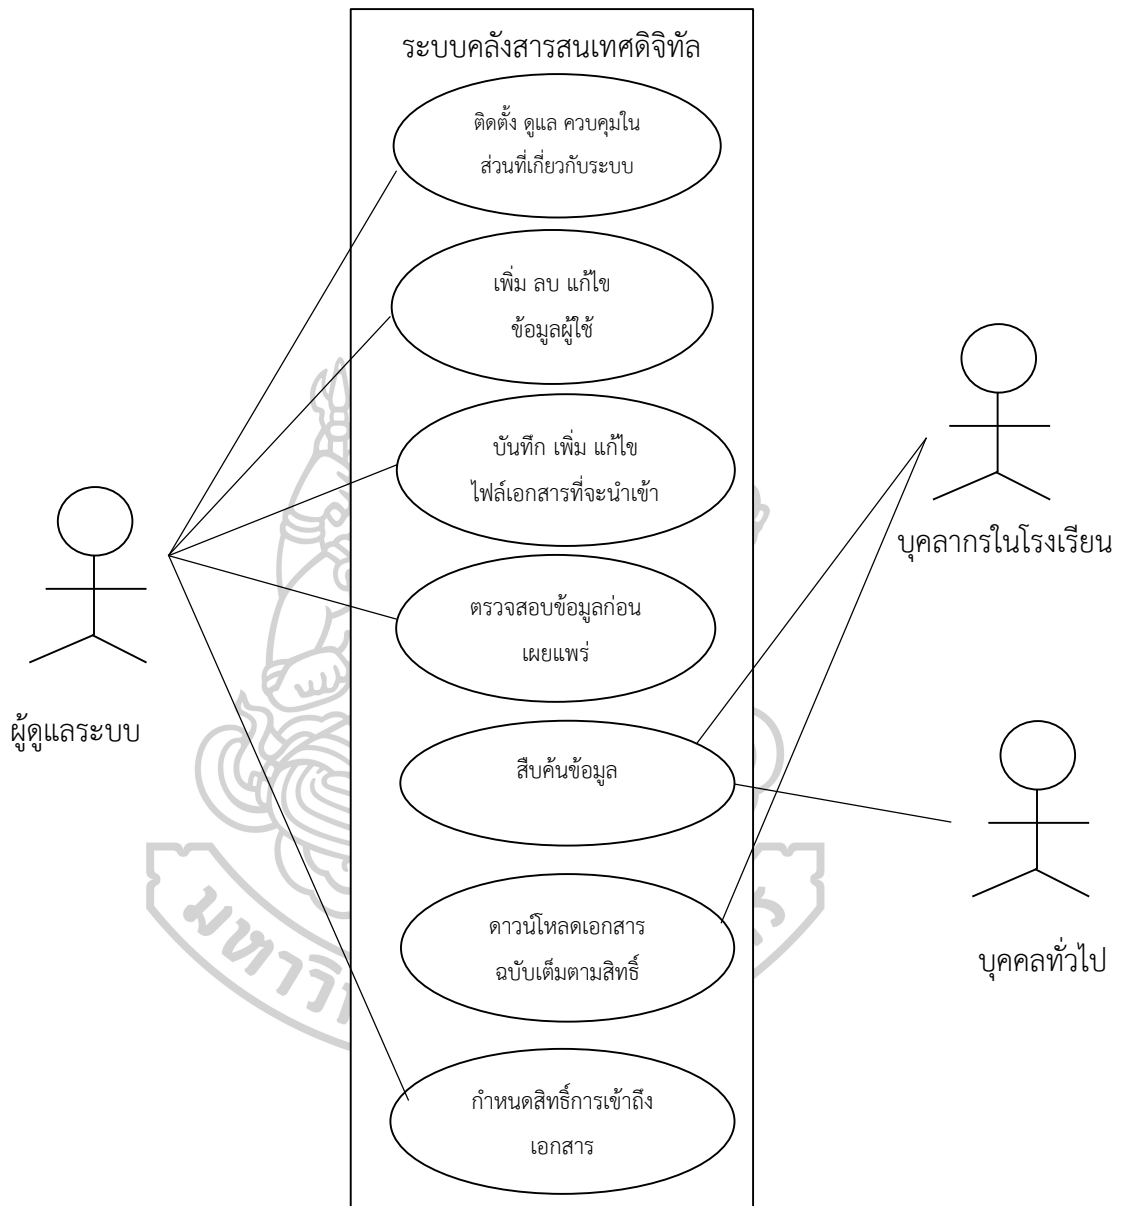 ระบบคลังสารสนเทศดิจิทัล
ติดตั้ง ดูแล ควบคุมใน
ส่วนที่เกี่ยวกับระบบ
เพิ่ม ลบ แก้ไข
ข้อมูลผู้ใช้
บันทึก เพิ่ม แก้ไข
ไฟล์เอกสารที่จะนำเข้า
บุคลากรในโรงเรียน
ตรวจสอบข้อมูลก่อน
เผยแพร่
ผู้ดูแลระบบ
สืบค้นข้อมูล
ดาวน์โหลดเอกสาร
ฉบับเต็มตามสิทธิ์
บุคคลทั่วไป
กำหนดสิทธิ์การเข้าถึง
เอกสาร